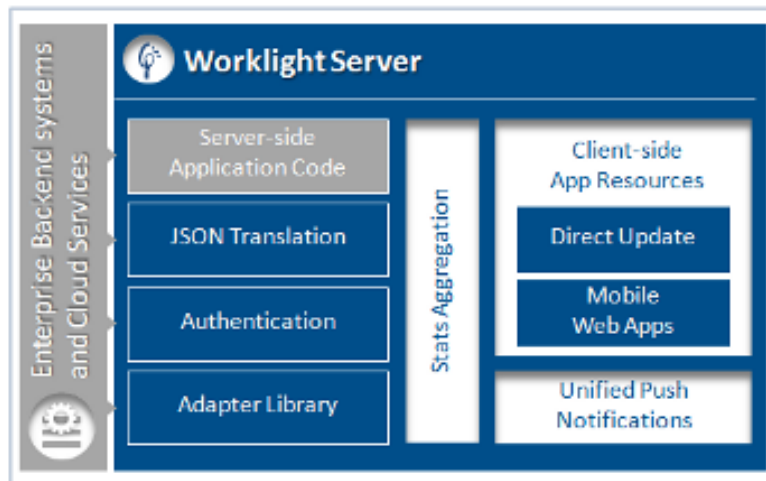 Enterprise Backend systems
and Cloud Services
Worklight Server
Server-side
Application Code
JSON Translation
Authentication
Adapter Library
Stats Aggregation
Client-side
App Resources
Direct Update
Mobile
Web Apps
Unified Push
Notifications